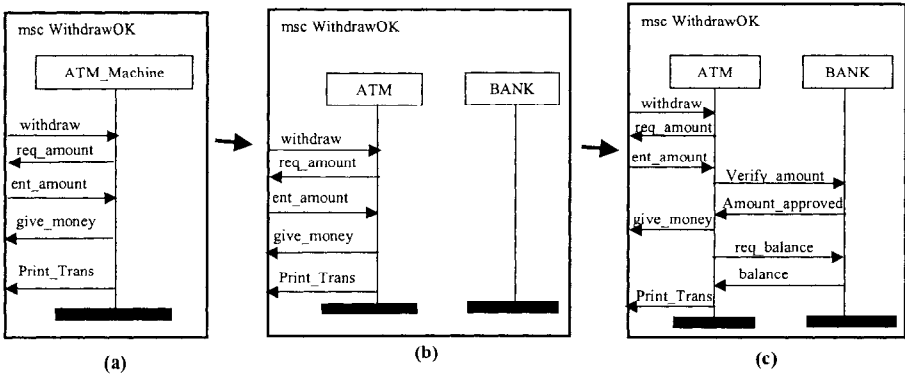 msc WithdrawOK
ATM_Machine
withdraw
req_amount
ent_amount
give_money
Print_Trans
(a)
msc WithdrawOK
ATM
BANK
withdraw
req_amount
ent_amount
give_money
Print_Trans
(b)
msc WithdrawOK
ATM
BANK
withdraw
req_amount
ent_amount
Verify_amount
Amount_approved
give_money
req_balance
balance
Print_Trans
(c)